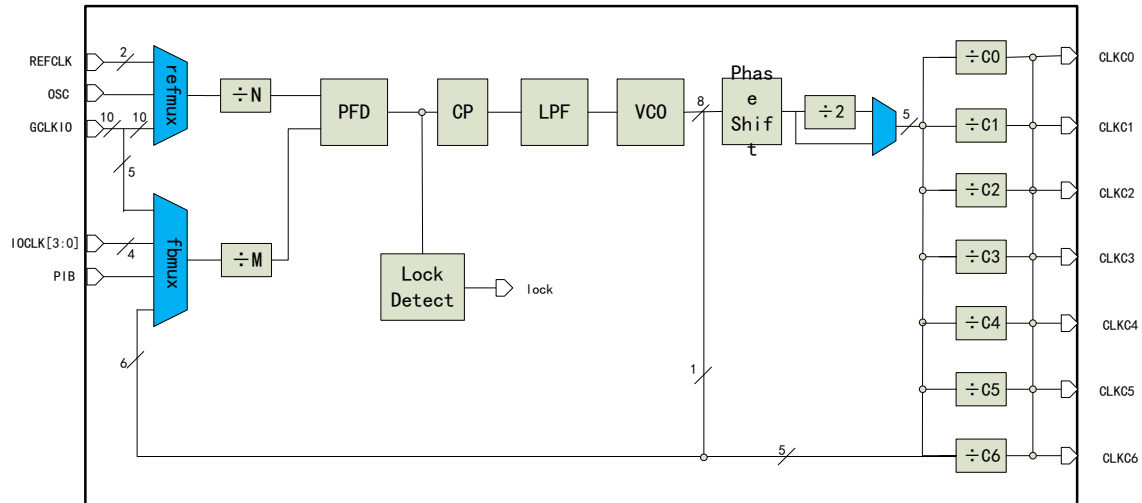 REFCLK
2
OSC
GCLKIO
10
10
refmux
÷N
5
IOCLK[3:0]
4
PIB
fbmux
÷M
6
PFD
CP
LPF
VCO
8
Phas
e
Shif
t
÷2
5
Lock
Detect
lock
1
5
÷C0
CLKC0
÷C1
CLKC1
÷C2
CLKC2
÷C3
CLKC3
÷C4
CLKC4
÷C5
CLKC5
÷C6
CLKC6